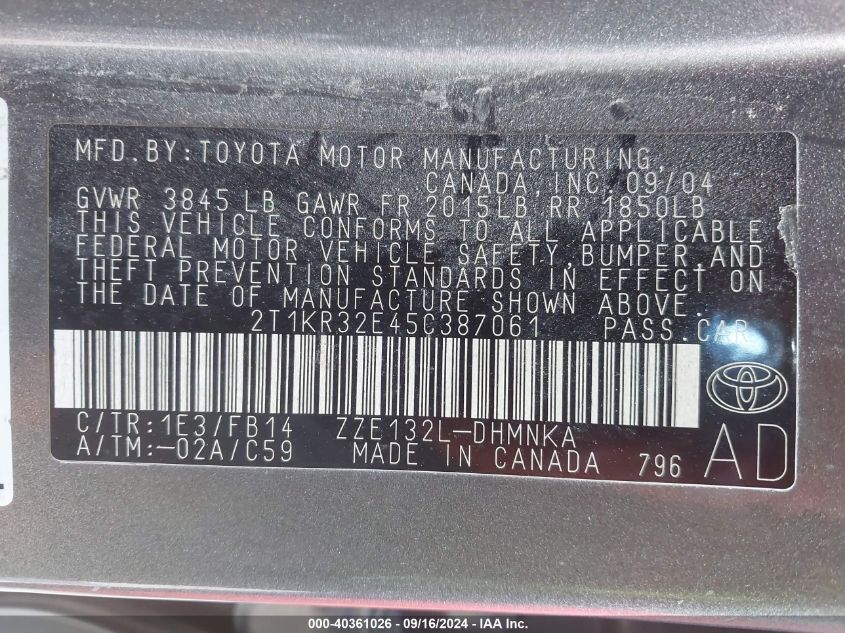 MFD.BY:TOYOTA MOTOR MANUFACTURING,
CANADA,INC. 09/04
GVWR 3845 LB GAWR FR 2015LB RR 1850LB
THIS VEHICLE CONFORMS TO ALL APPLICABLE
FEDERAL MOTOR VEHICLE SAFETY,BUMPER,AND
THEFT PREVENTION STANDARDS IN EFFECT ON
THE DATE OF MANUFACTURE SHOWN ABOVE.
2T1KR32E45C387061 PASS.CAR
C/TR:1E3/FB14 ZZE132L-DHMNKA
A/TM:-02A/C59 MADE IN CANADA 796 AD
000-40361026 - 09/16/2024 - IAA Inc.